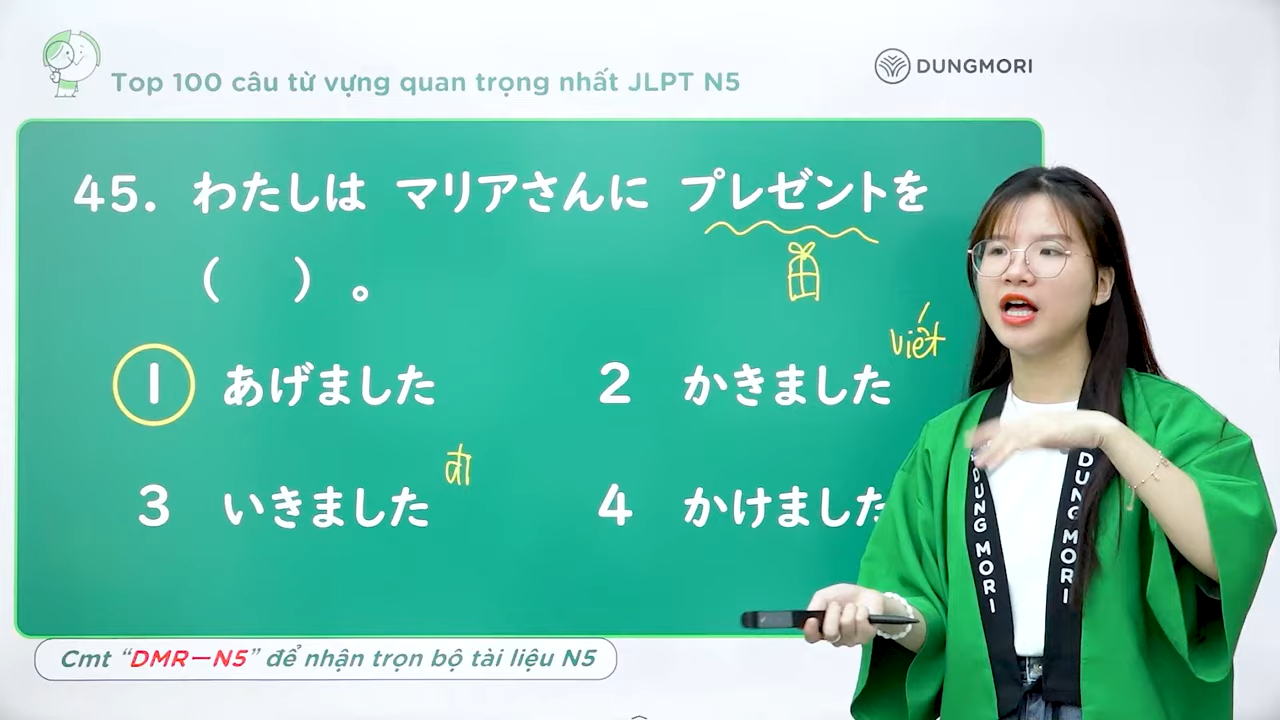 Top 100 câu từ vựng quan trọng nhất JLPT N5
DUNGMORI
45. わたしは マリアさんに プレゼントを
( ) 。
viết
1 あげました
2 かきました
đi
3 いきました
4 かけました
DUNG MORI
DUNG MORI
Cmt “DMR–N5” để nhận trọn bộ tài liệu N5